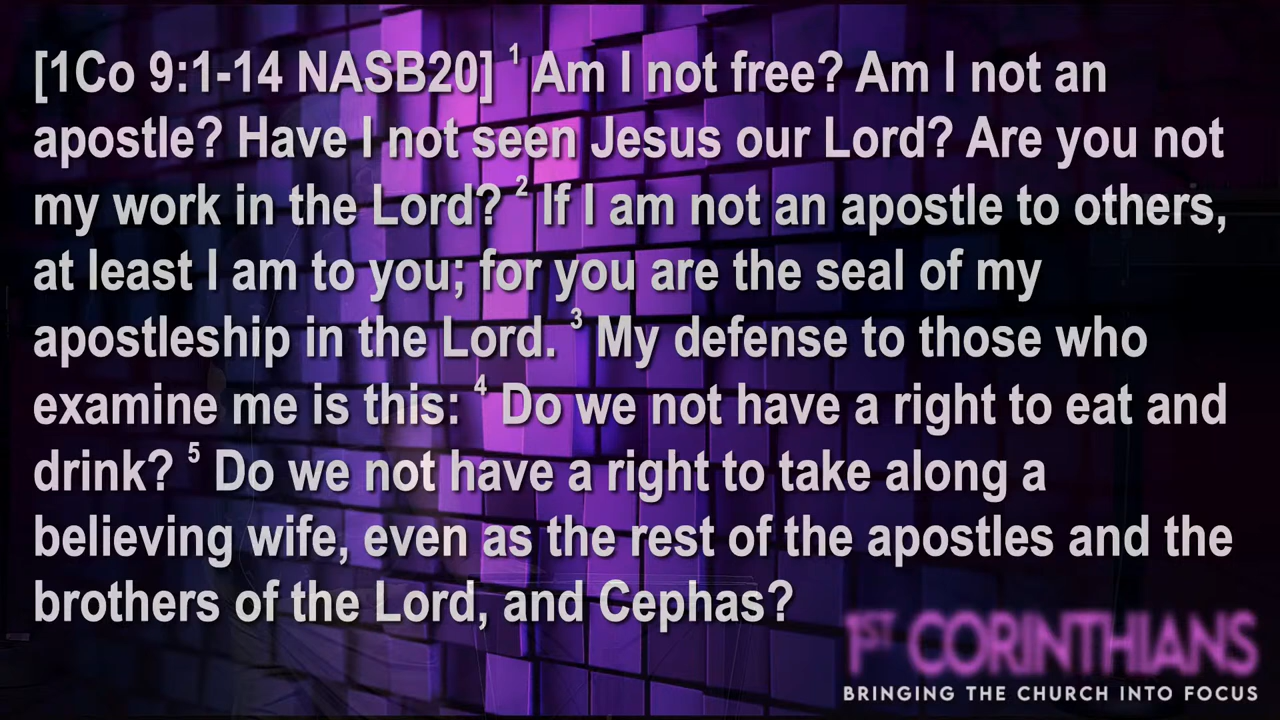 [1Co 9:1-14 NASB20] 1 Am I not free? Am I not an
apostle? Have I not seen Jesus our Lord? Are you not
my work in the Lord? 2 If I am not an apostle to others,
at least I am to you; for you are the seal of my
apostleship in the Lord. 3 My defense to those who
examine me is this: 4 Do we not have a right to eat and
drink? 5 Do we not have a right to take along a
believing wife, even as the rest of the apostles and the
brothers of the Lord, and Cephas?
1ST CORINTHIANS
BRINGING THE CHURCH INTO FOCUS